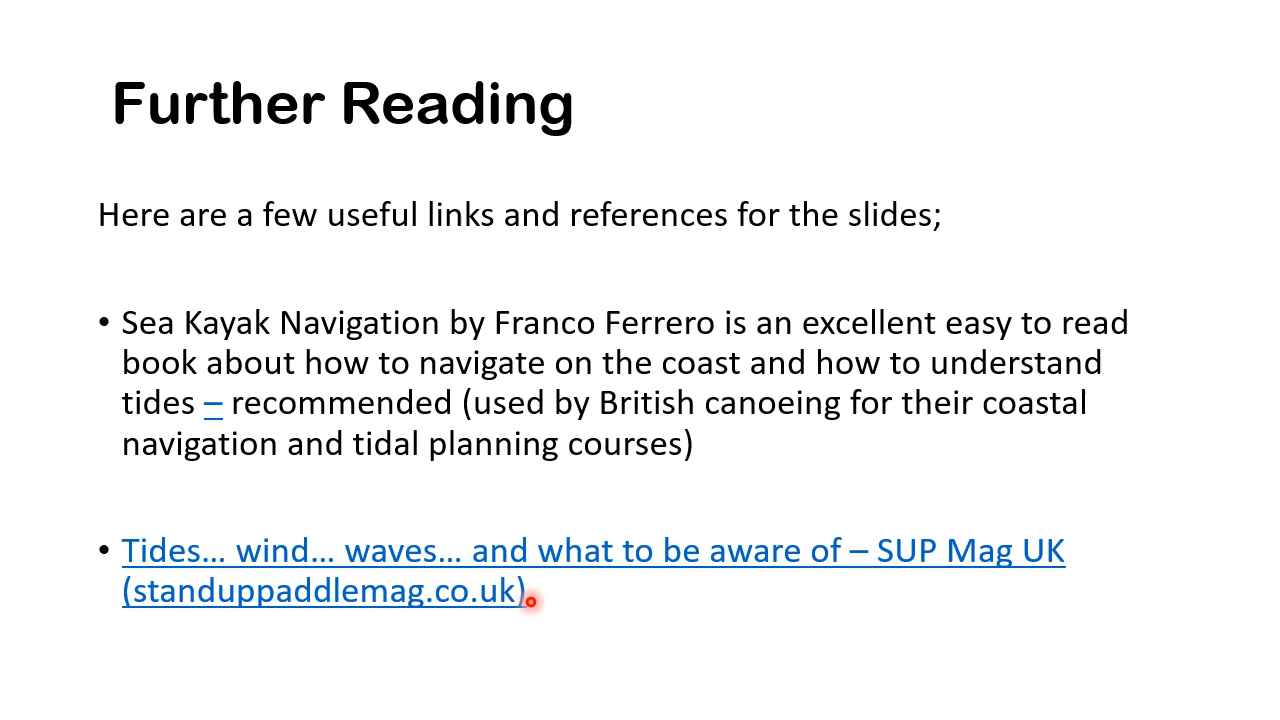 Further Reading
Here are a few useful links and references for the slides;
• Sea Kayak Navigation by Franco Ferrero is an excellent easy to read
book about how to navigate on the coast and how to understand
tides – recommended (used by British canoeing for their coastal
navigation and tidal planning courses)
• Tides… wind… waves… and what to be aware of – SUP Mag UK
(standuppaddlemag.co.uk)